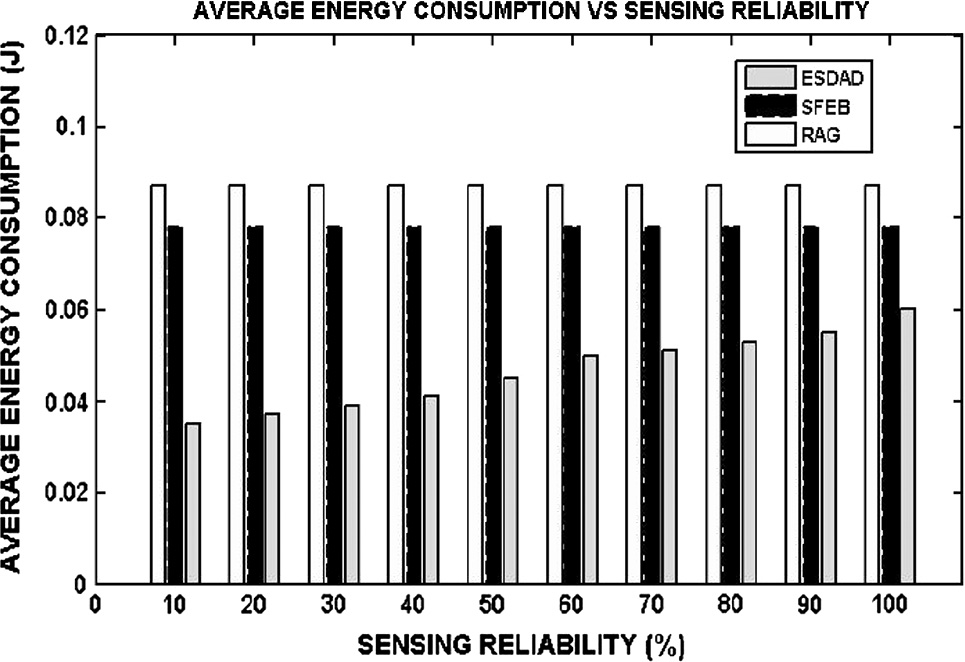 AVERAGE ENERGY CONSUMPTION VS SENSING RELIABILITY
AVERAGE ENERGY CONSUMPTION (J)
0.12
0.1
0.08
0.06
0.04
0.02
0
ESDAD
SFEB
RAG
0 10 20 30 40 50 60 70 80 90 100
SENSING RELIABILITY (%)